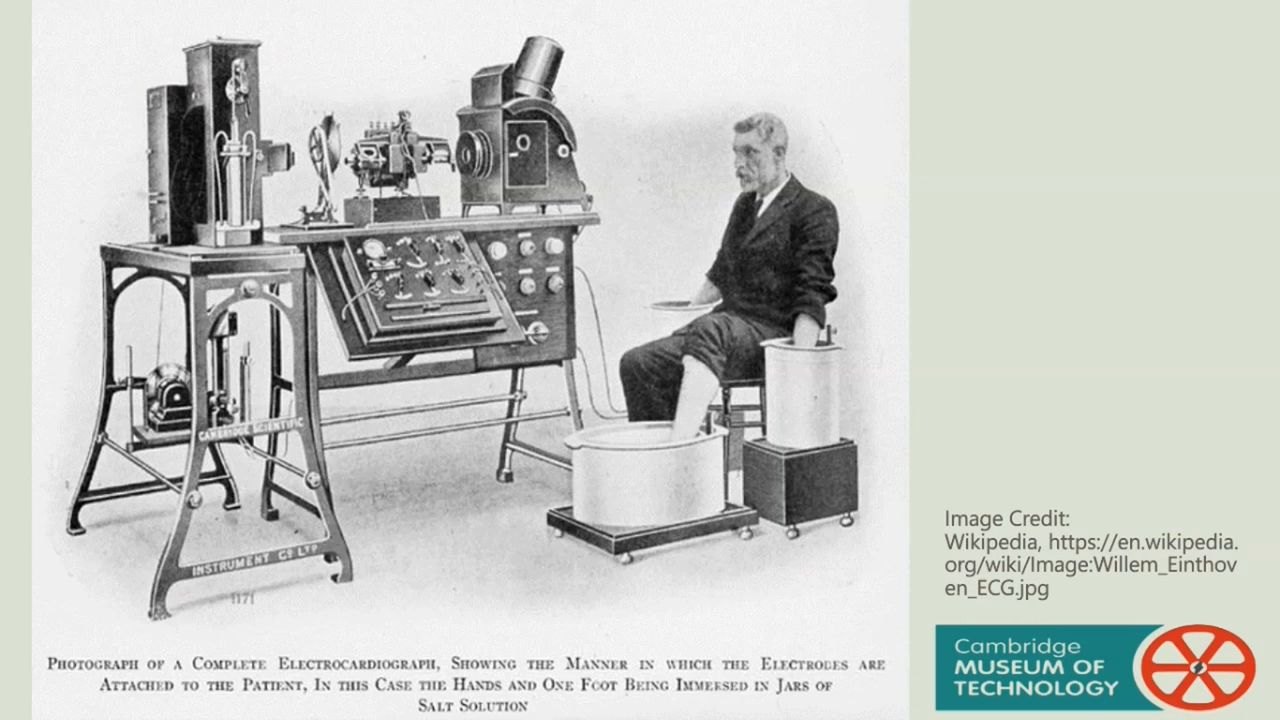 CAMBRIDGE SCIENTIFIC
INSTRUMENT Co LTD
1171
PHOTOGRAPH OF A COMPLETE ELECTROCARDIOGRAPH, SHOWING THE MANNER IN WHICH THE ELECTRODES ARE
ATTACHED TO THE PATIENT, IN THIS CASE THE HANDS AND ONE FOOT BEING IMMERSED IN JARS OF
SALT SOLUTION
Image Credit:
Wikipedia, https://en.wikipedia.
org/wiki/Image:Willem_Einthov
en_ECG.jpg
Cambridge
MUSEUM OF
TECHNOLOGY